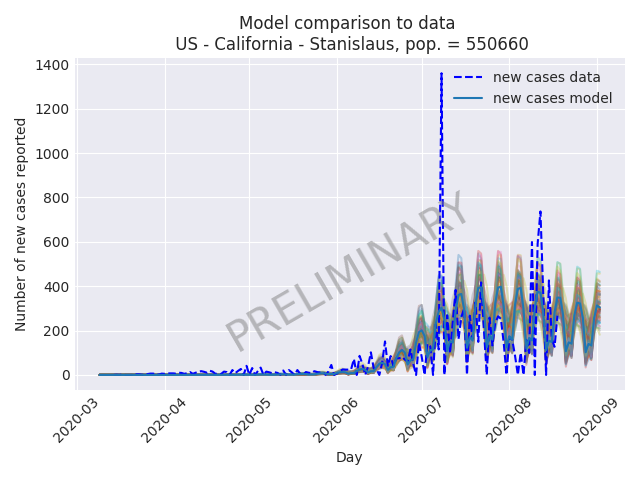 Model comparison to data
US - California - Stanislaus, pop. = 550660
Number of new cases reported
1400
1200
1000
800
600
400
200
0
new cases data
new cases model
PRELIMINARY
2020-03
2020-04
2020-05
2020-06
2020-07
2020-08
2020-09
Day